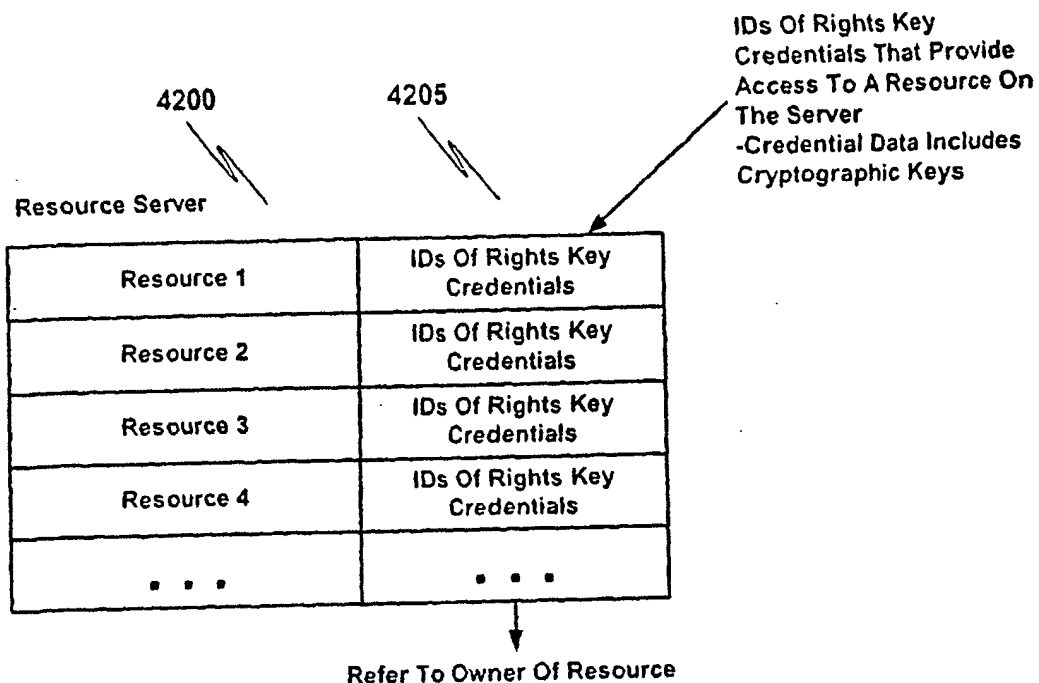 IDs Of Rights Key
Credentials That Provide
Access To A Resource On
The Server
-Credential Data Includes
Cryptographic Keys
4200
4205
Resource Server
Resource 1
IDs Of Rights Key
Credentials
Resource 2
IDs Of Rights Key
Credentials
Resource 3
IDs Of Rights Key
Credentials
Resource 4
IDs Of Rights Key
Credentials
. . .
. . .
Refer To Owner Of Resource